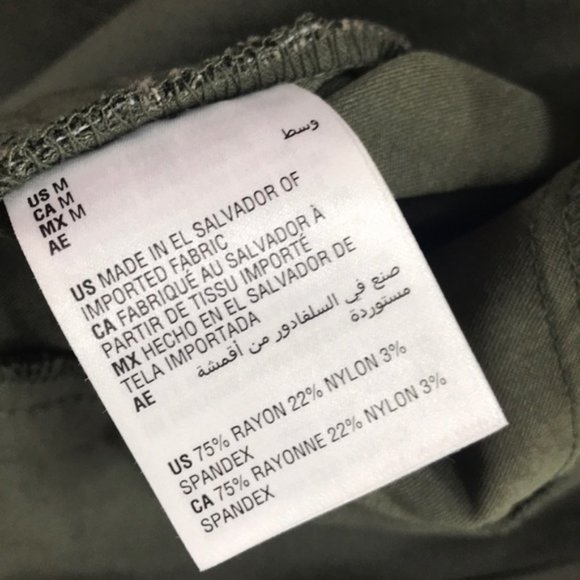 US M
CA M
MX M
AE وسط
US MADE IN EL SALVADOR OF
IMPORTED FABRIC
CA FABRIQUÉ AU SALVADOR À
PARTIR DE TISSU IMPORTÉ
MX HECHO EN EL SALVADOR DE
TELA IMPORTADA
AE صنع في السلفادور من أقمشة
مستوردة
US 75% RAYON 22% NYLON 3%
SPANDEX
CA 75% RAYONNE 22% NYLON 3%
SPANDEX